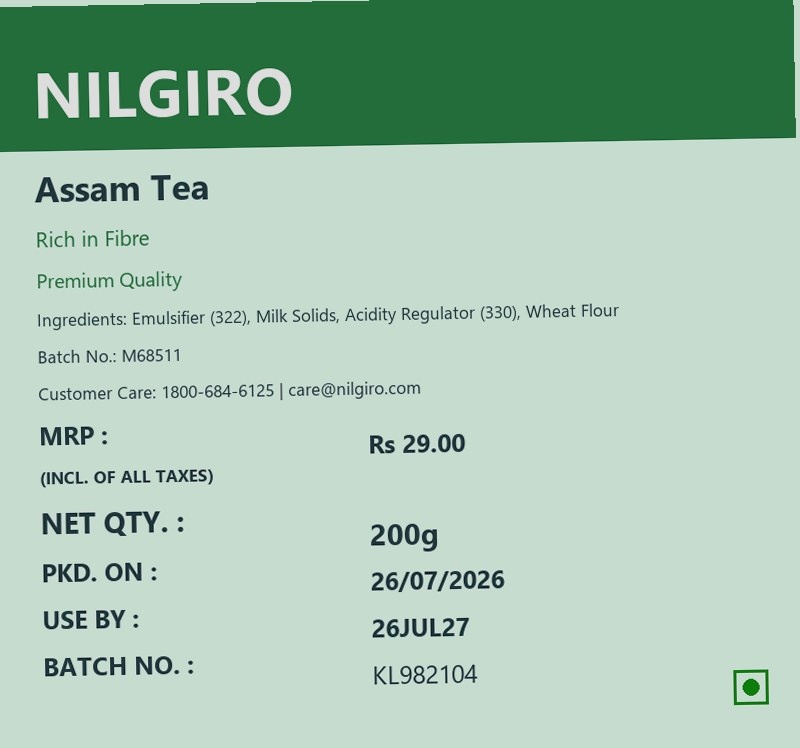 NILGIRO
Assam Tea
Rich in Fibre
Premium Quality
Ingredients: Emulsifier (322), Milk Solids, Acidity Regulator (330), Wheat Flour
Batch No.: M68511
Customer Care: 1800-684-6125 | care@nilgiro.com
MRP : Rs 29.00
(INCL. OF ALL TAXES)
NET QTY. : 200g
PKD. ON : 26/07/2026
USE BY : 26JUL27
BATCH NO. : KL982104